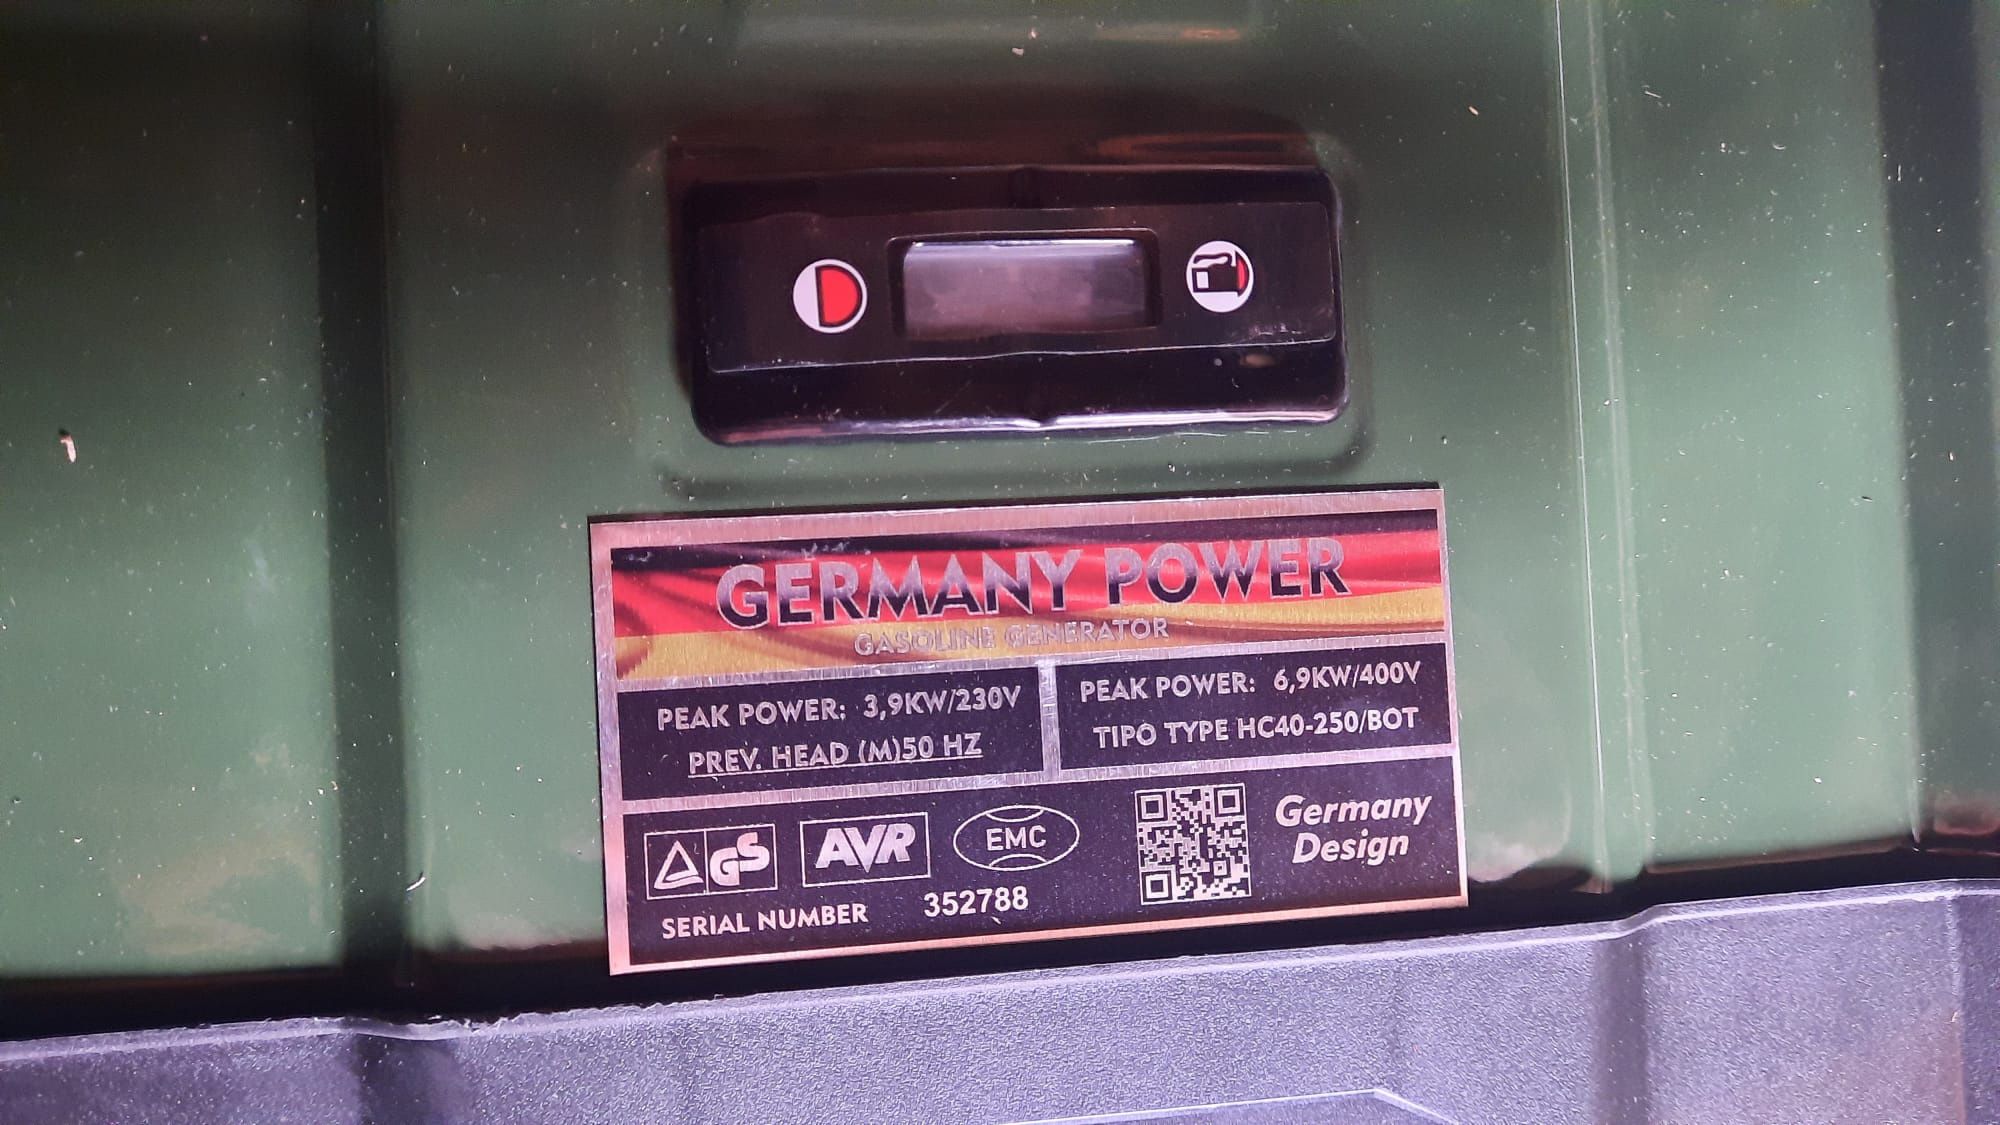 GERMANY POWER
GASOLINE GENERATOR
PEAK POWER: 3,9KW/230V
PREV. HEAD (M)50 HZ
PEAK POWER: 6,9KW/400V
TIPO TYPE HC40-250/BOT
GS
AVR
EMC
Germany
Design
SERIAL NUMBER 352788